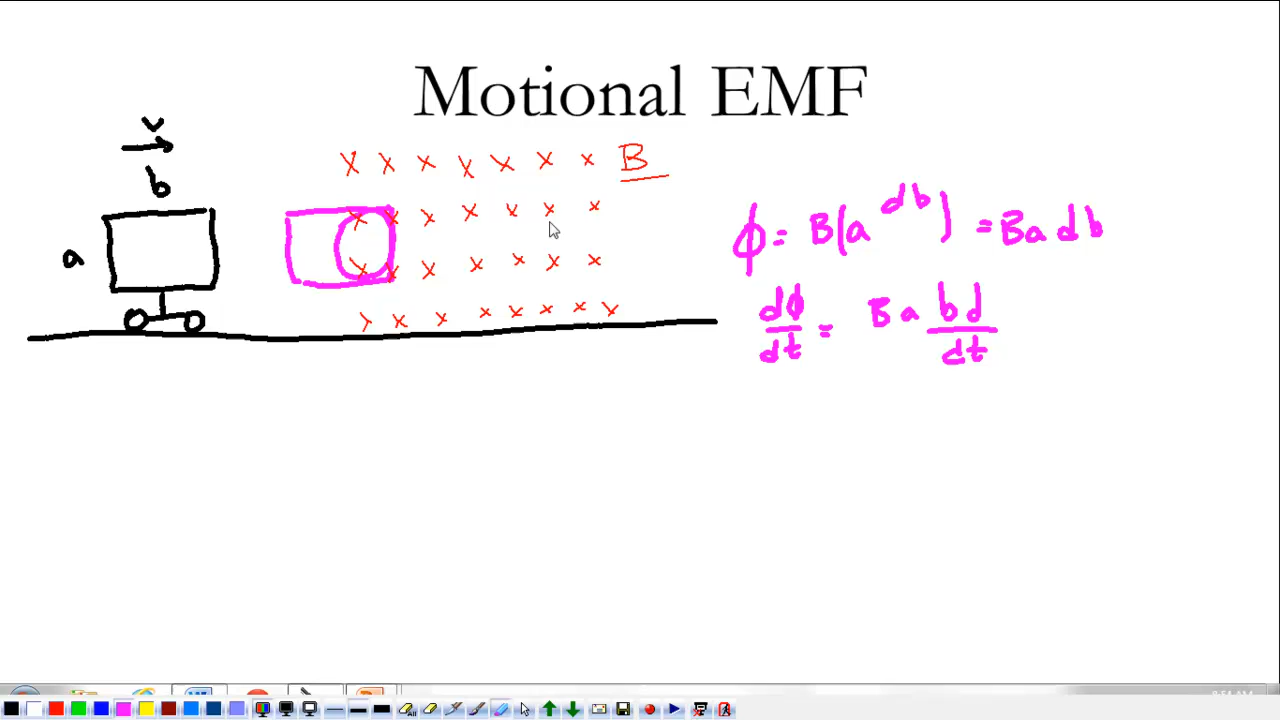 Motional EMF
v
b
a
x x x x x x x B
x x x x x x x
x x x x x x x
x x x x x x x x
ϕ = B(a db) = Ba db
dϕ/dt = Ba bd/dt